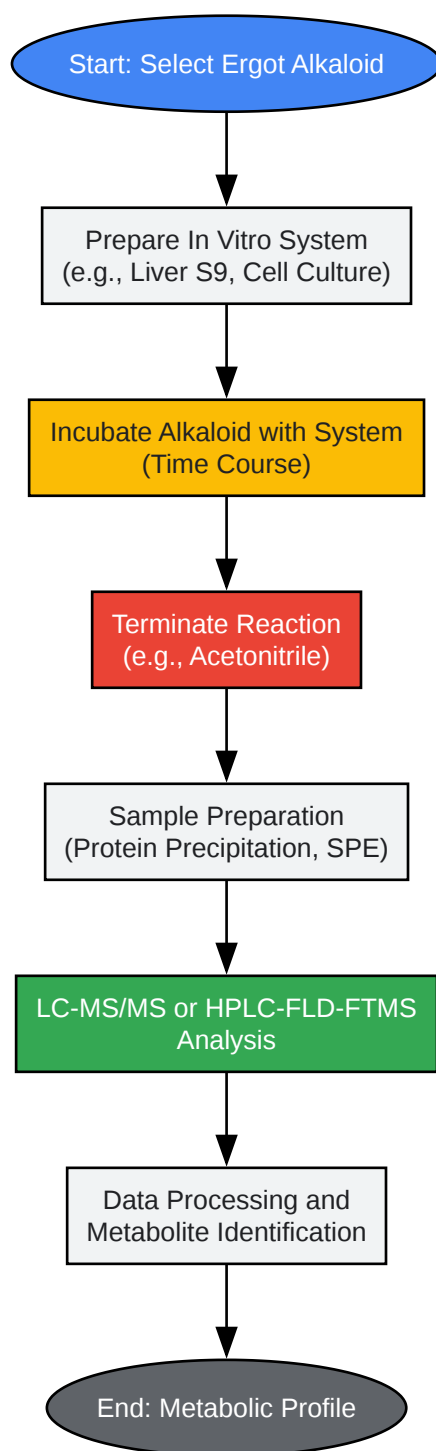 Start: Select Ergot Alkaloid
Prepare In Vitro System
(e.g., Liver S9, Cell Culture)
Incubate Alkaloid with System
(Time Course)
Terminate Reaction
(e.g., Acetonitrile)
Sample Preparation
(Protein Precipitation, SPE)
LC-MS/MS or HPLC-FLD-FTMS
Analysis
Data Processing and
Metabolite Identification
End: Metabolic Profile